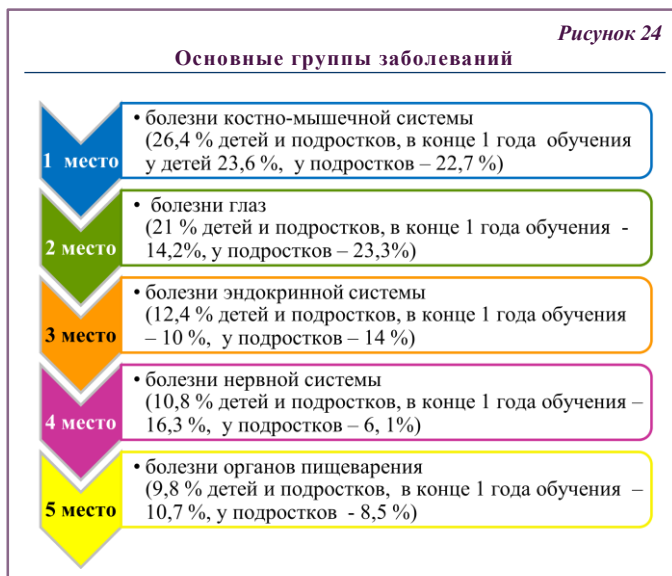 Рисунок 24
Основные группы заболеваний
1 место
• болезни костно-мышечной системы
(26,4 % детей и подростков, в конце 1 года обучения
у детей 23,6 %, у подростков – 22,7 %)
2 место
• болезни глаз
(21 % детей и подростков, в конце 1 года обучения -
14,2%, у подростков – 23,3%)
3 место
• болезни эндокринной системы
(12,4 % детей и подростков, в конце 1 года обучения
– 10 %, у подростков – 14 %)
4 место
• болезни нервной системы
(10,8 % детей и подростков, в конце 1 года обучения –
16,3 %, у подростков – 6, 1%)
5 место
• болезни органов пищеварения
(9,8 % детей и подростков, в конце 1 года обучения –
10,7 %, у подростков - 8,5 %)